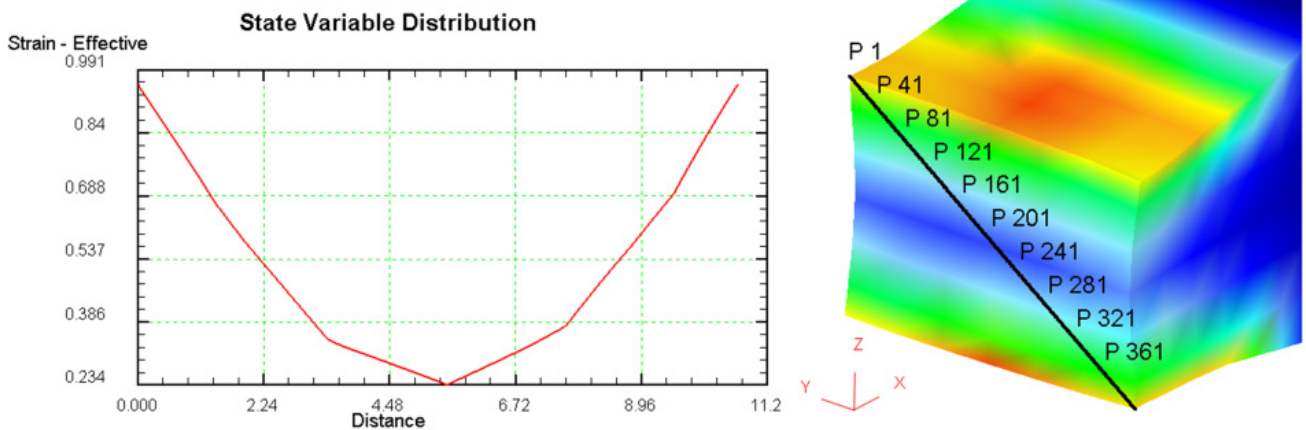 State Variable Distribution
Strain - Effective
0.991
0.84
0.688
0.537
0.386
0.234
0.000 2.24 4.48 6.72 8.96 11.2
Distance
P 1
P 41
P 81
P 121
P 161
P 201
P 241
P 281
P 321
P 361
Z
Y X